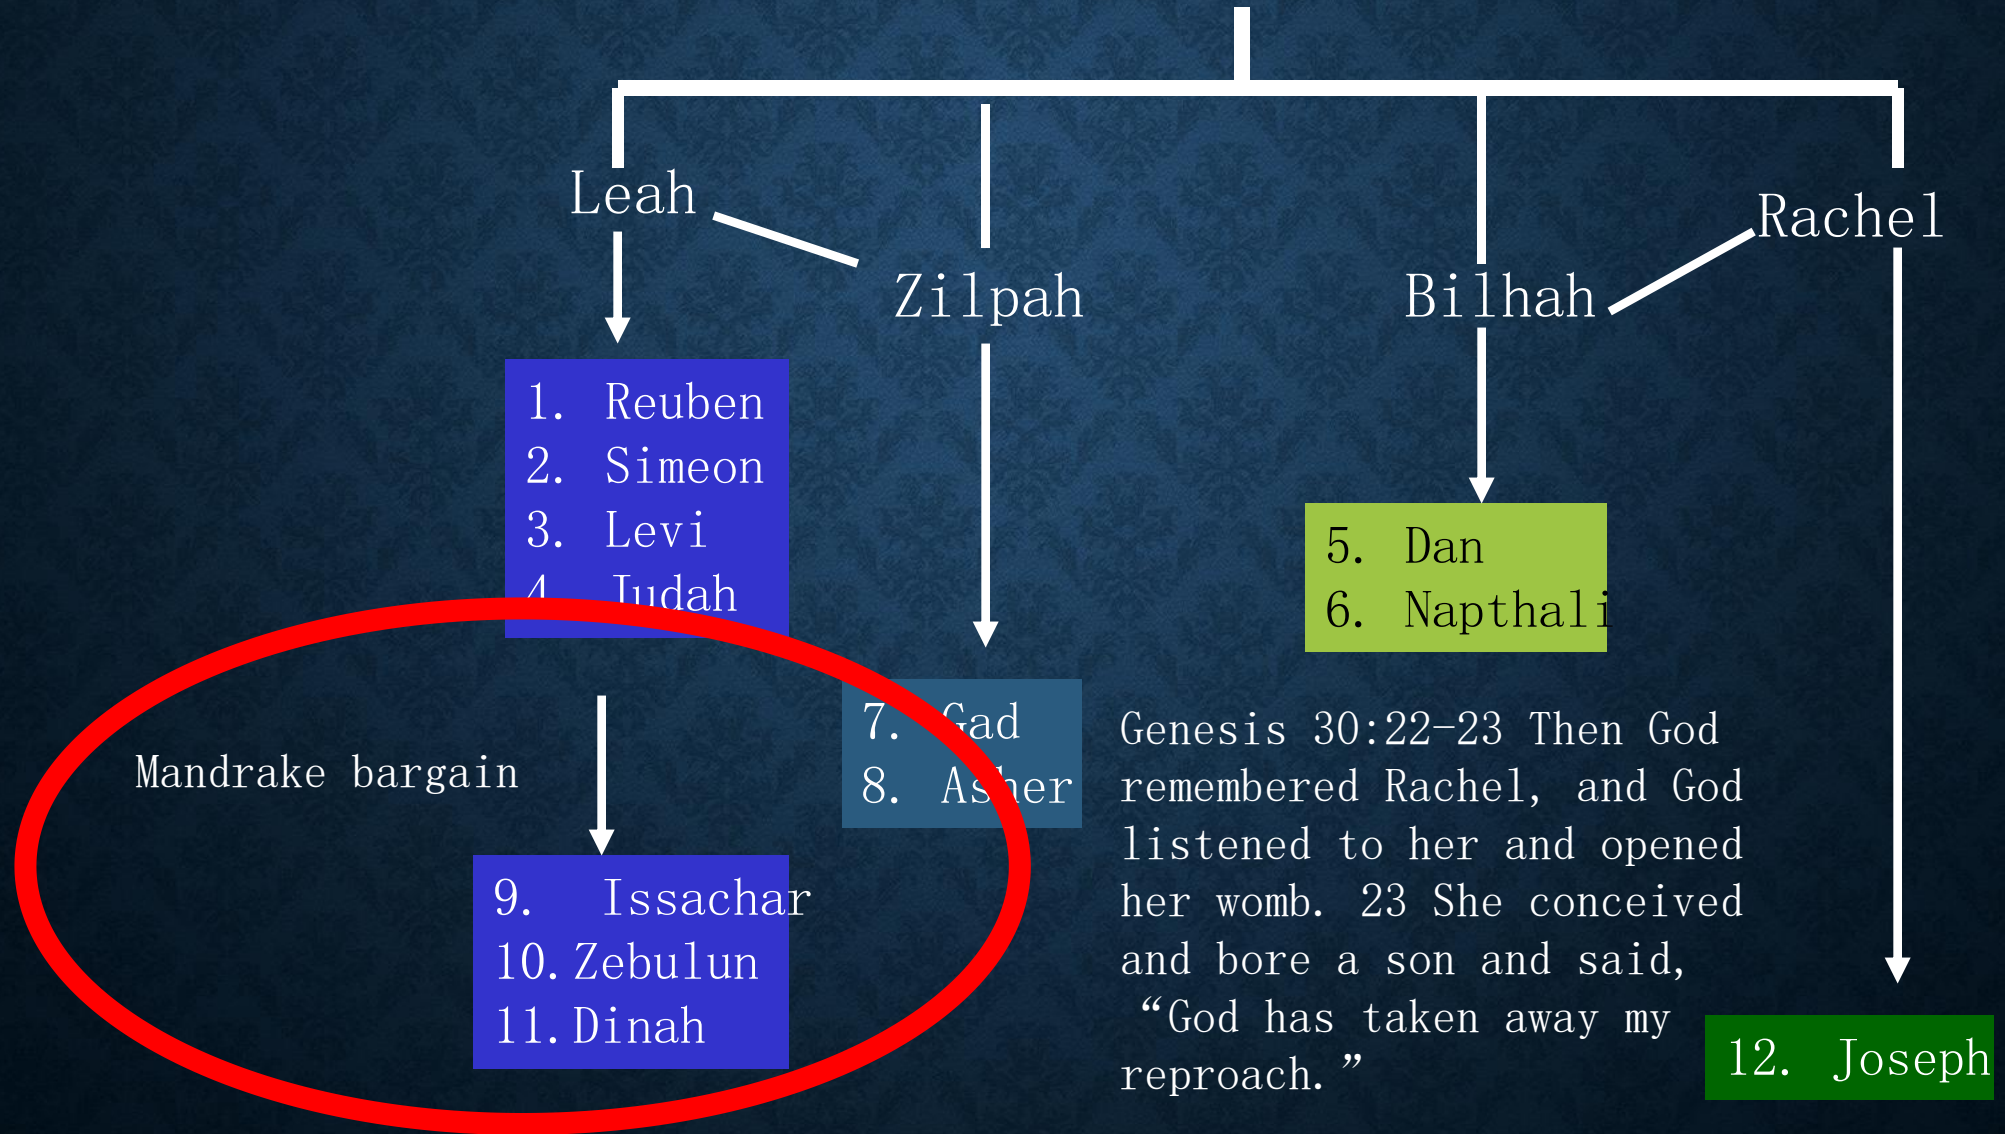 Leah
Rachel
Zilpah
Bilhah
1. Reuben
2. Simeon
3. Levi
4. Judah
5. Dan
6. Napthali
7. Gad
8. Asher
Mandrake bargain
9. Issachar
10.Zebulun
11.Dinah
Genesis 30:22-23 Then God
remembered Rachel, and God
listened to her and opened
her womb. 23 She conceived
and bore a son and said,
“God has taken away my
reproach.”
12. Joseph